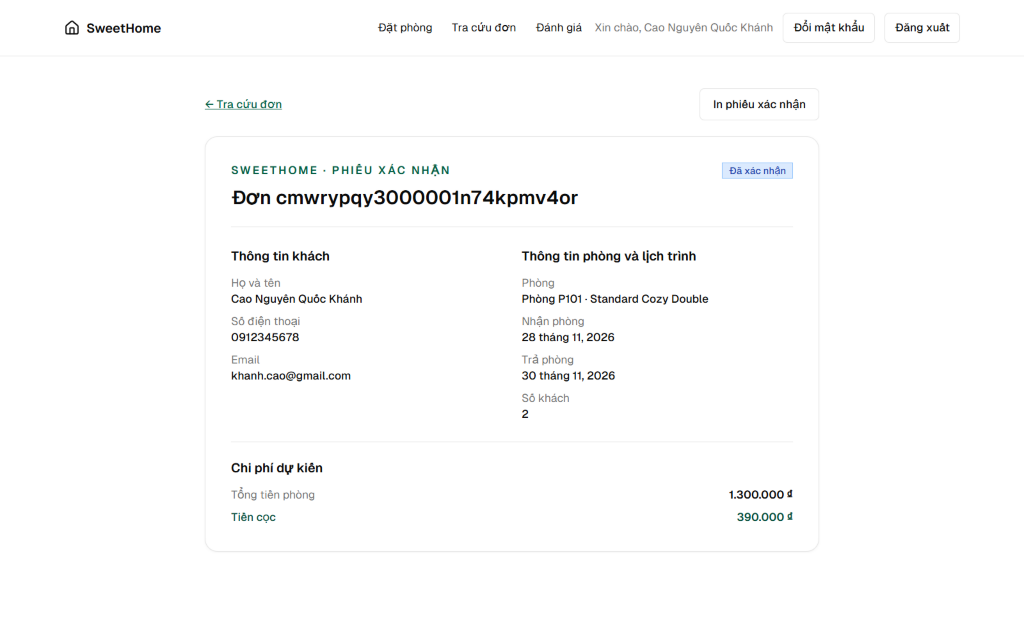 SweetHome
Đặt phòng Tra cứu đơn Đánh giá Xin chào, Cao Nguyên Quốc Khánh Đổi mật khẩu Đăng xuất
← Tra cứu đơn In phiếu xác nhận
SWEETHOME · PHIẾU XÁC NHẬN Đã xác nhận
Đơn cmwrypqy3000001n74kpmv4or
Thông tin khách
Họ và tên
Cao Nguyên Quốc Khánh
Số điện thoại
0912345678
Email
khanh.cao@gmail.com
Thông tin phòng và lịch trình
Phòng
Phòng P101 · Standard Cozy Double
Nhận phòng
28 tháng 11, 2026
Trả phòng
30 tháng 11, 2026
Số khách
2
Chi phí dự kiến
Tổng tiền phòng 1.300.000 ₫
Tiền cọc 390.000 ₫